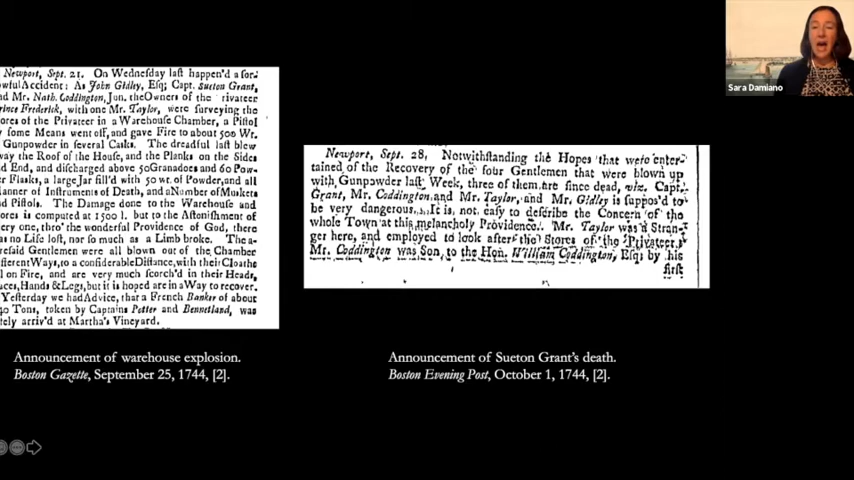 Newport, Sept. 21. On Wednesday last happen'd a sor-
wful Accident: As John Gidley, Esq; Capt. Sueton Grant,
nd Mr. Nath. Coddington, Jun. the Owners of the rivateer
rince Frederick, with one Mr. Taylor, were surveying the
ores of the Privateer in a Warehouse Chamber, a Pistol
y some Means went off, and gave Fire to about 500 Wt.
Gunpowder in several Casks. The dreadful last blew
way the Roof of the House, and the Planks on the Sides
d End, and discharged above 50 Granadoes and 60 Pow-
r Flasks, a large Jar fill'd with 50 wt. of Powder, and all
anner of Instruments of Death, and a Number of Muskets
d Pistols. The Damage done to the Warehouse and
ores is computed at 1500 l. but to the Astonishment of
ery one, thro' the wonderful Providence of God, there
as no Life lost, nor so much as a Limb broke. The a-
resaid Gentlemen were all blown out of the Chamber
fferent Ways, to a considerable Distance, with their Cloaths
l on Fire, and are very much scorch'd in their Heads,
aces, Hands & Legs, but it is hoped are in a Way to recover.
Yesterday we had Advice, that a French Banker of about
40 Tons, token by Captains Potter and Bennetland, was
tely arriv'd at Martha's Vineyard.
Announcement of warehouse explosion.
Boston Gazette, September 25, 1744, [2].
Newport, Sept. 28, Notwithstanding the Hopes that were enter-
tained of the Recovery of the four Gentlemen that were blown up
with Gunpowder last Week, three of them are since dead, viz. Capt.
Grant, Mr. Coddington and Mr. Taylor, and Mr. Gidley is suppos'd to
be very dangerous. It is not easy to describe the Concern of the
whole Town at this melancholy Providence. Mr. Taylor was a Stran-
ger here, and employed to look after the Stores of the Privateer,
Mr. Coddington was Son, to the Hon. William Coddington, Esq; by his
first
Announcement of Sueton Grant's death.
Boston Evening Post, October 1, 1744, [2].
Sara Damiano